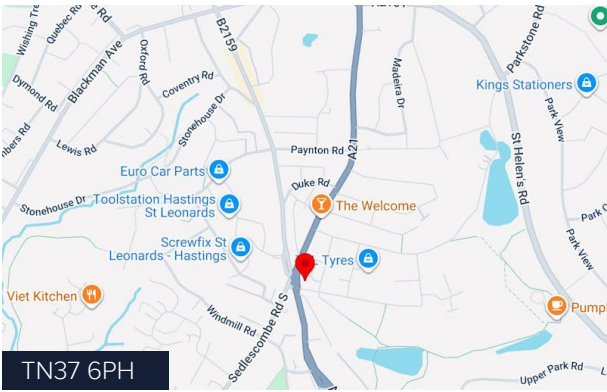 Wishing Tre
Quebec Rd
Rd
Blackman Ave
Oxford Rd
B2159
Coventry Rd
Dymond Rd
Stonehouse Dr
Lewis Rd
Stonehouse Dr
Madeira Dr
Parkstone Rd
Kings Stationers
Park View
St Helen's Rd
Paynton Rd
A21
Euro Car Parts
Duke Rd
Toolstation Hastings
St Leonards
The Welcome
Screwfix St
Leonards - Hastings
Tyres
Park View
Viet Kitchen
Windmill Rd
Sedlescombe Rd S
Upper Park Rd
TN37 6PH